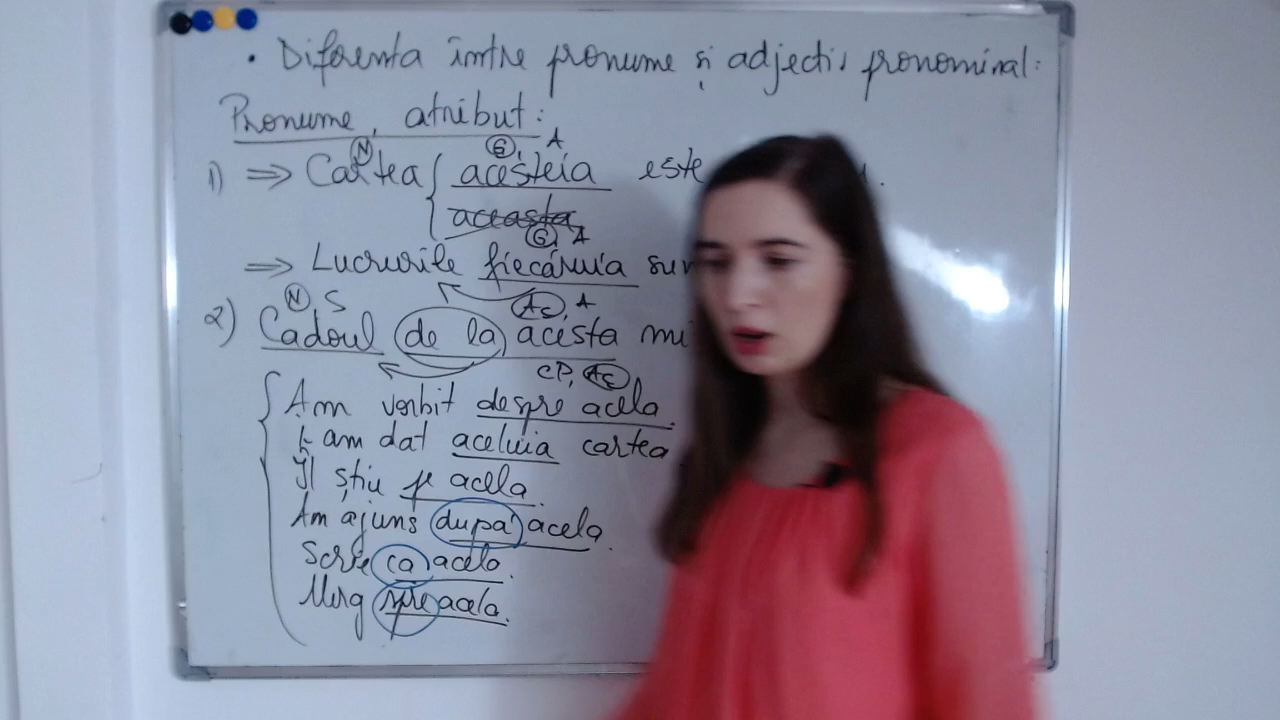 • Diferenta între pronume și adjectiv pronominal:
Pronume, atribut:
N G, A
1) ⇒ Cartea { acesteia este
aceasta
G, A
⇒ Lucrurile fiecăruia sun
N S Ac, A
2) Cadoul de la acesta mi
CP, Ac
Am vorbit despre acela
I-am dat aceluia cartea
Îl știu pe acela.
Am ajuns după acela.
Scrie ca acela.
Merg spre acela.